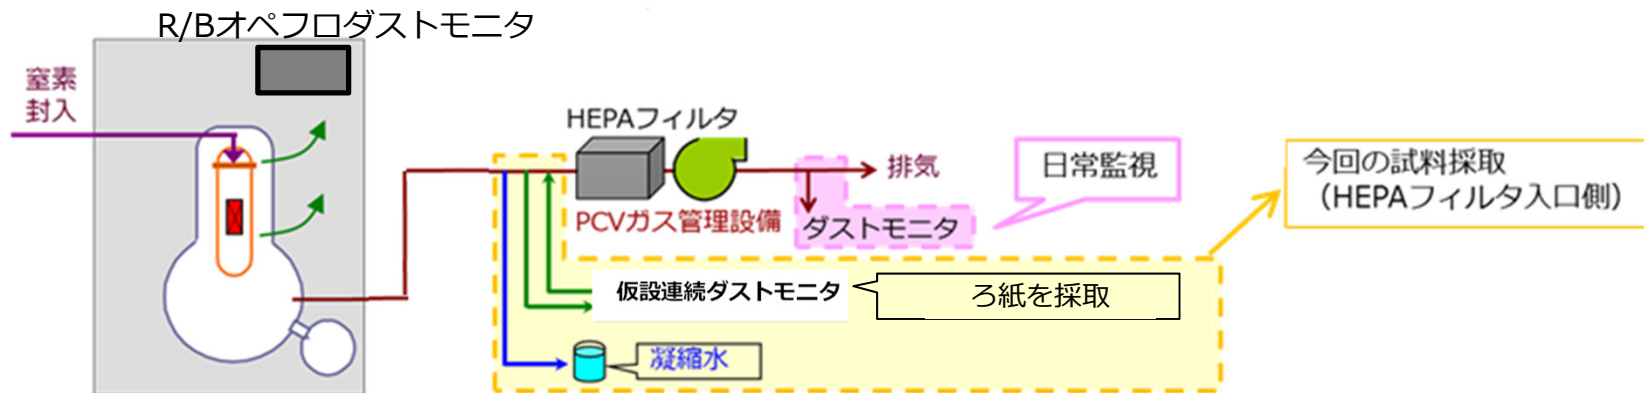 R/Bオペフロダストモニタ
窒素
封入
HEPAフィルタ
排気
PCVガス管理設備
ダストモニタ
日常監視
今回の試料採取
（HEPAフィルタ入口側）
仮設連続ダストモニタ
ろ紙を採取
凝縮水